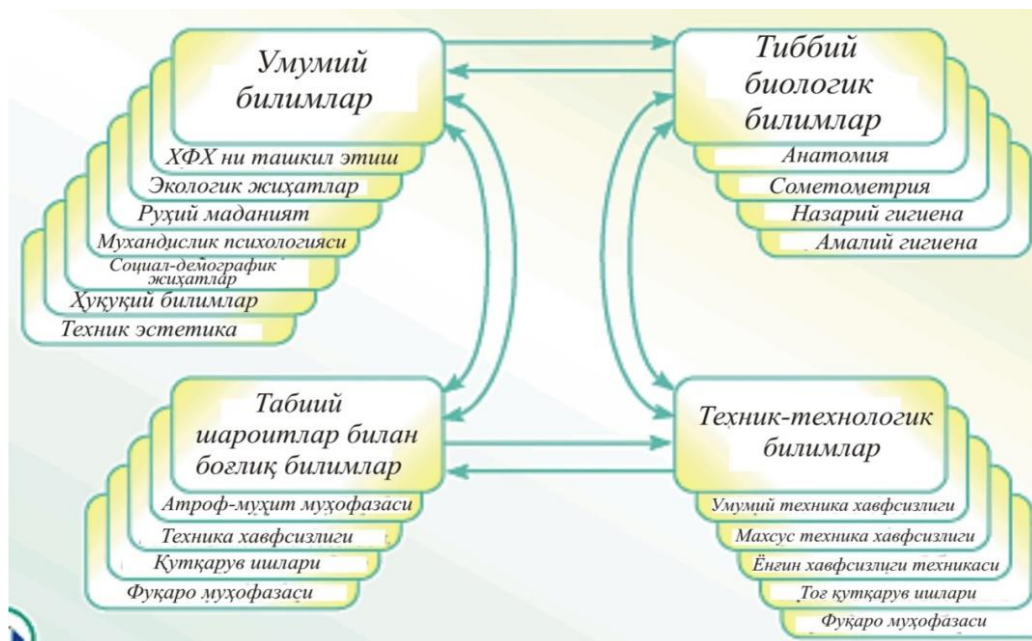 Умумий
билимлар
ХФХ ни ташкил этиш
Экологик жиҳатлар
Руҳий маданият
Мухандислик психологияси
Социал-демографик
жиҳатлар
Ҳуқуқий билимлар
Техник эстетика
Тиббий
биологик
билимлар
Анатомия
Сометометрия
Назарий гигиена
Амалий гигиена
Табиий
шароитлар билан
боғлиқ билимлар
Атроф-муҳит муҳофазаси
Техника хавфсизлиги
Қутқарув ишлари
Фуқаро муҳофазаси
Техник-технологик
билимлар
Умумий техника хавфсизлиги
Махсус техника хавфсизлиги
Ёнғин хавфсизлиги техникаси
Тоғ қутқарув ишлари
Фуқаро муҳофазаси